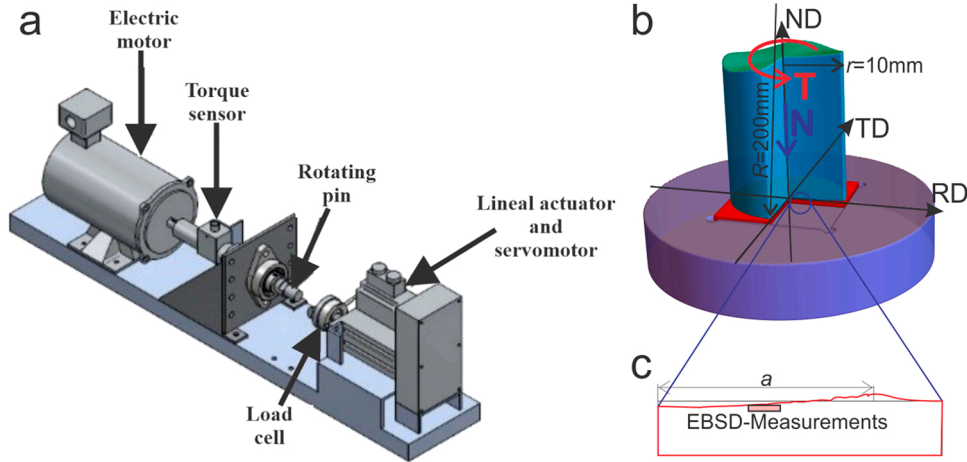 a
Electric
motor
Torque
sensor
Rotating
pin
Lineal actuator
and
servomotor
Load
cell
b
ND
r=10mm
T
N
R=200mm
TD
RD
c
a
EBSD-Measurements